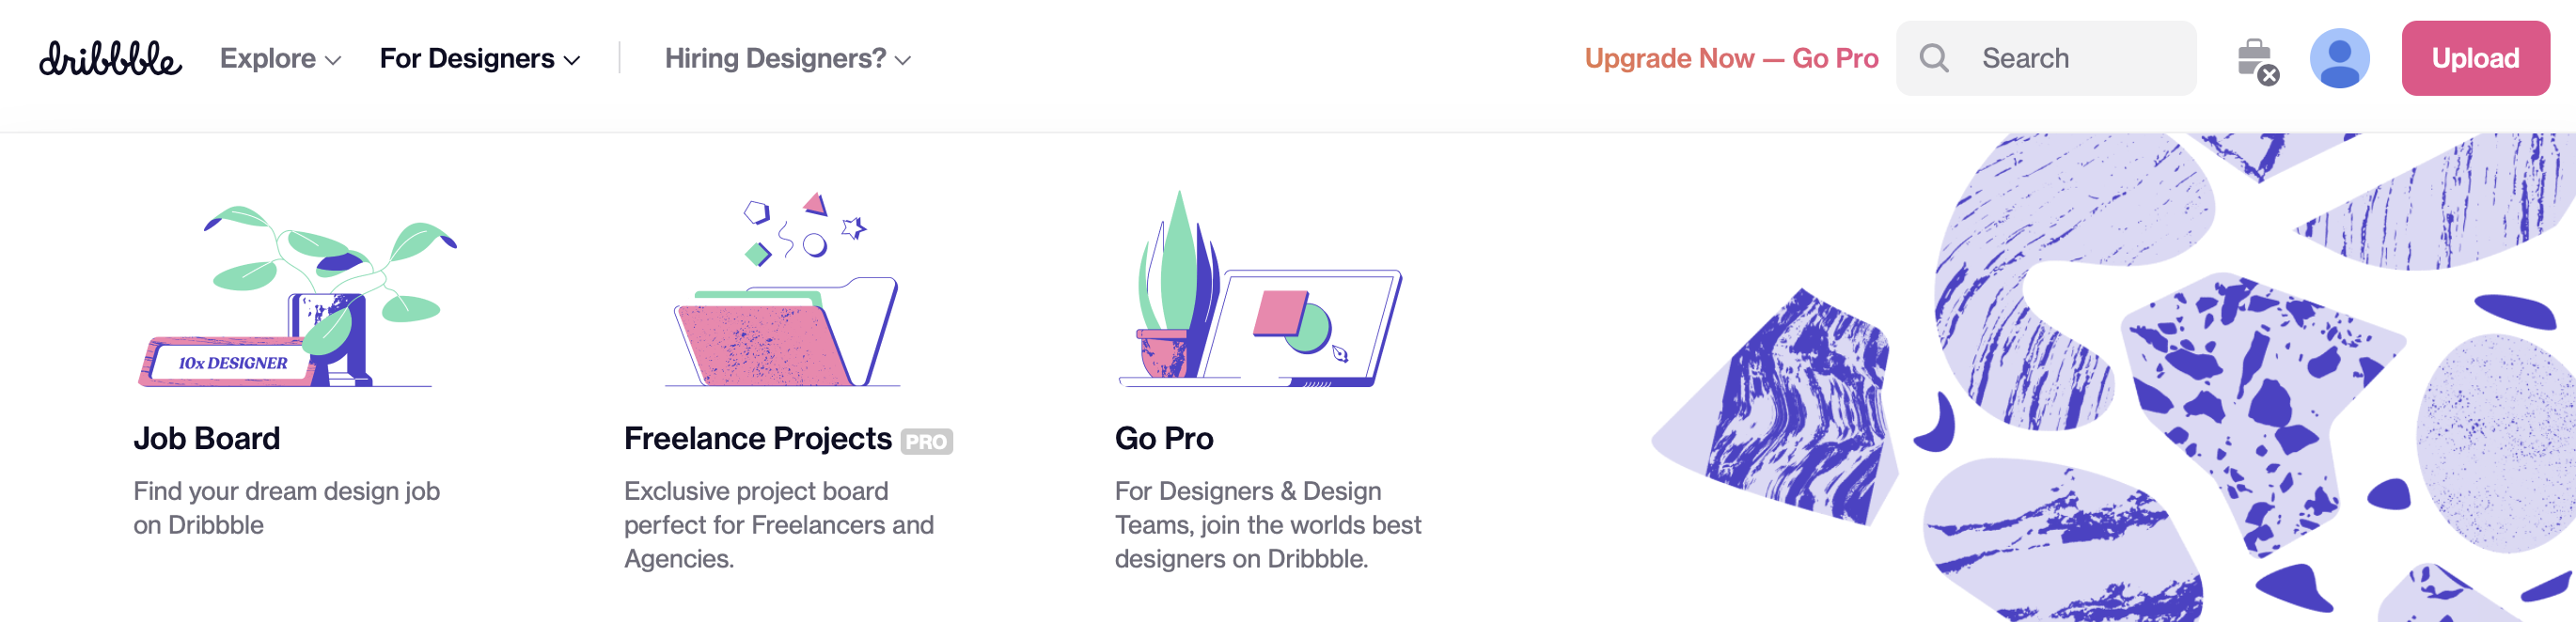 dribbble
Explore
For Designers
Hiring Designers?
Upgrade Now — Go Pro
Search
Upload
10x DESIGNER
Job Board
Find your dream design job
on Dribbble
Freelance Projects PRO
Exclusive project board
perfect for Freelancers and
Agencies.
Go Pro
For Designers & Design
Teams, join the worlds best
designers on Dribbble.